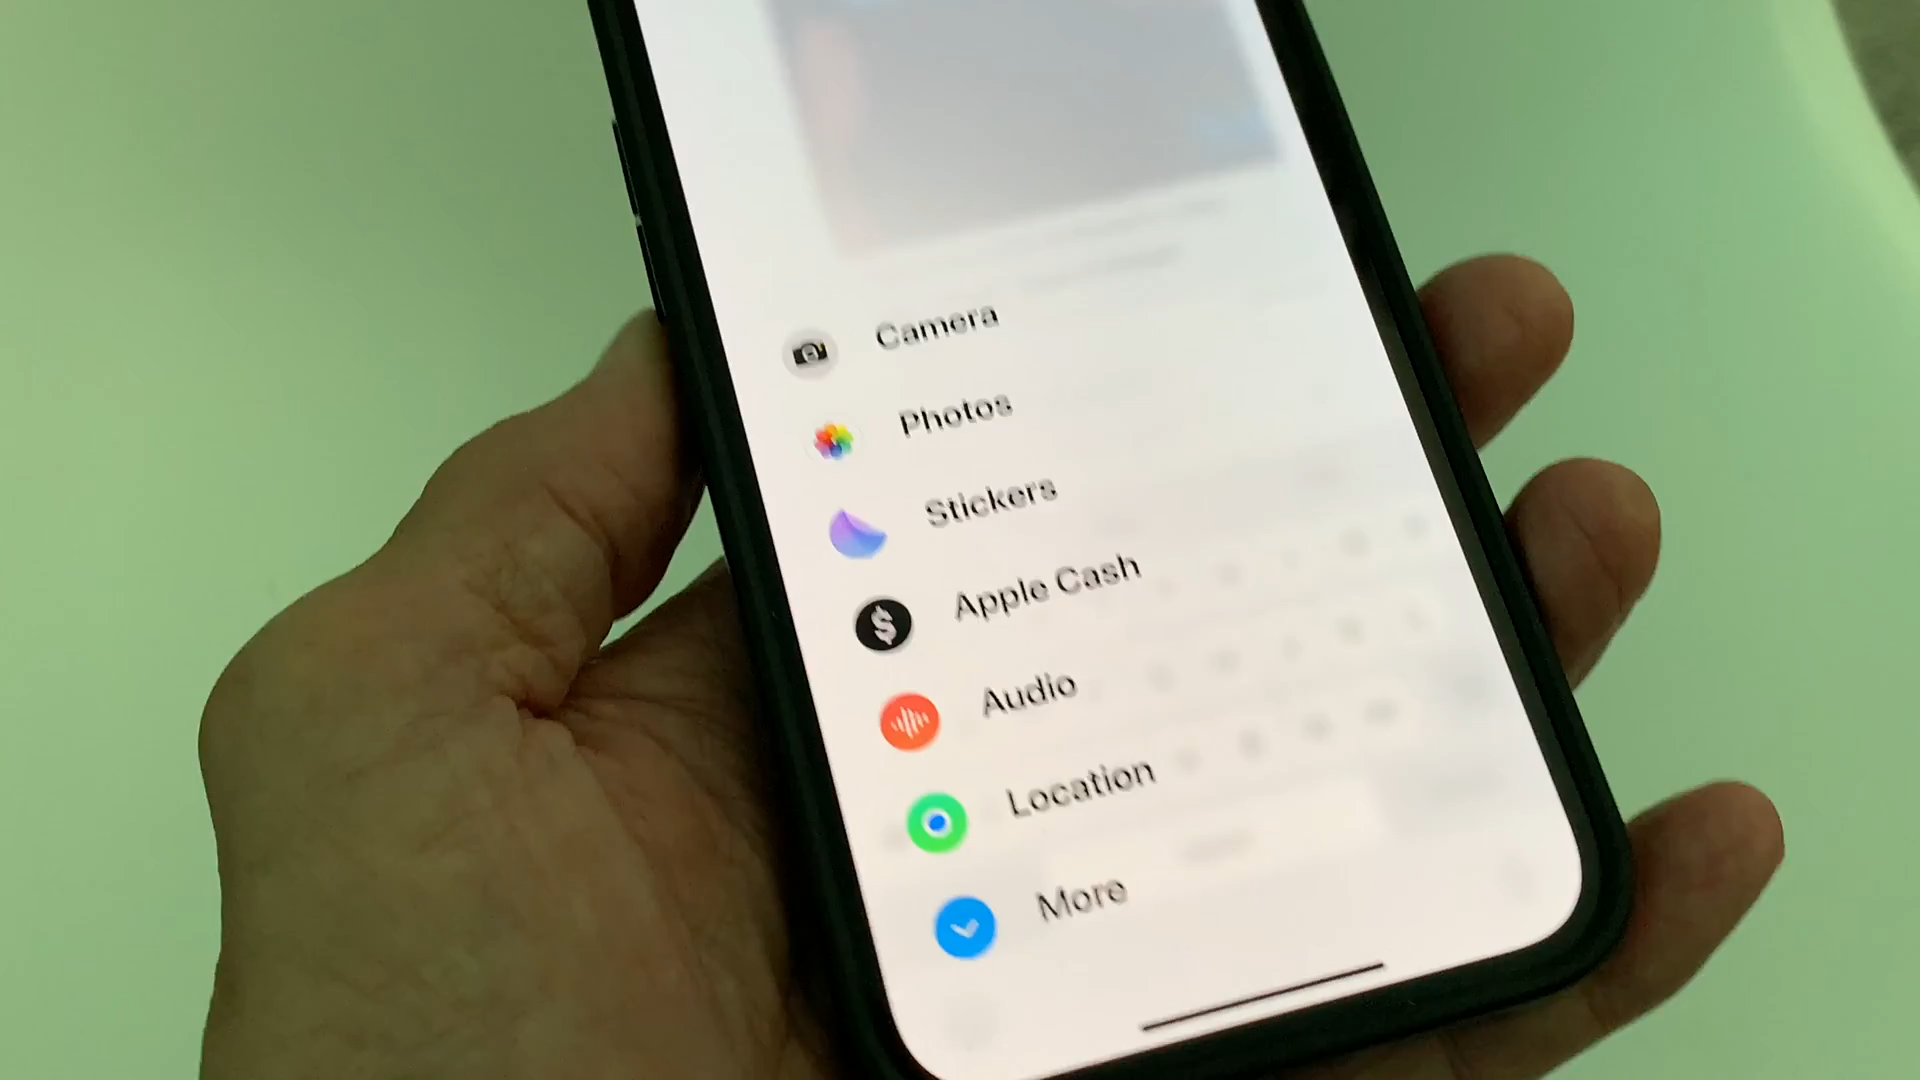 Camera
Photos
Stickers
Apple Cash
Audio
Location
More